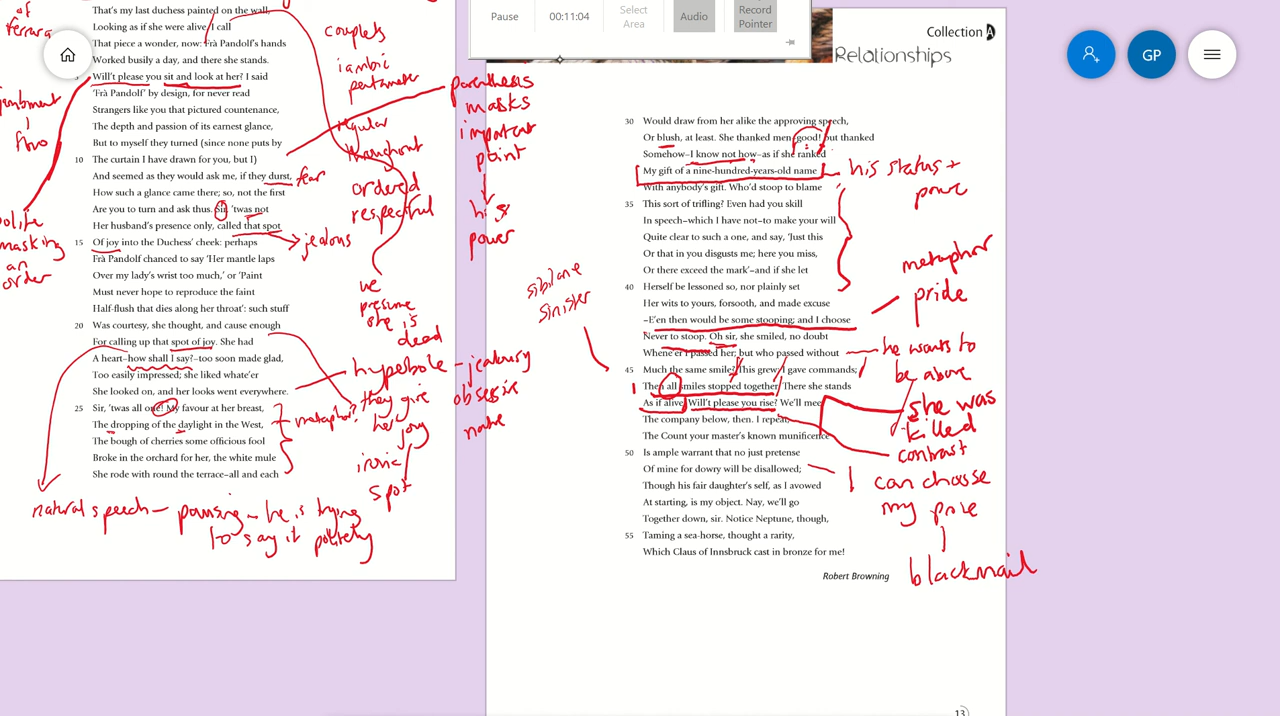 Pause
00:11:04
Select
Area
Audio
Record
Pointer
GP
of
ferrara
That's my last duchess painted on the wall,
Looking as if she were alive. I call
That piece a wonder, now: Frà Pandolf's hands
Worked busily a day, and there she stands.
5 Will't please you sit and look at her? I said
'Frà Pandolf' by design, for never read
Strangers like you that pictured countenance,
The depth and passion of its earnest glance,
But to myself they turned (since none puts by
10 The curtain I have drawn for you, but I)
And seemed as they would ask me, if they durst,
How such a glance came there; so, not the first
Are you to turn and ask thus. Sir, 'twas not
Her husband's presence only, called that spot
15 Of joy into the Duchess' cheek: perhaps
Frà Pandolf chanced to say 'Her mantle laps
Over my lady's wrist too much,' or 'Paint
Must never hope to reproduce the faint
Half-flush that dies along her throat': such stuff
20 Was courtesy, she thought, and cause enough
For calling up that spot of joy. She had
A heart–how shall I say?–too soon made glad,
Too easily impressed; she liked whate'er
She looked on, and her looks went everywhere.
25 Sir, 'twas all one! My favour at her breast,
The dropping of the daylight in the West,
The bough of cherries some officious fool
Broke in the orchard for her, the white mule
She rode with round the terrace–all and each
masking
an
order
fear
jealous
couplets
iambic
pentameter
regular
throughout
ordered
respectful
we
presume
she is
dead
parenthesis
masks
important
point
his
power
hyperbole – jealousy
obsessive
nature
metaphor?
they give
her joy
ironic
spot
natural speech – pausing – he is trying
to say it politely
Collection A
Relationships
30 Would draw from her alike the approving speech,
Or blush, at least. She thanked men,–good! but thanked
Somehow–I know not how–as if she ranked
My gift of a nine-hundred-years-old name
With anybody's gift. Who'd stoop to blame
35 This sort of trifling? Even had you skill
In speech–which I have not–to make your will
Quite clear to such a one, and say, 'Just this
Or that in you disgusts me; here you miss,
Or there exceed the mark'–and if she let
40 Herself be lessoned so, nor plainly set
Her wits to yours, forsooth, and made excuse
–E'en then would be some stooping; and I choose
Never to stoop. Oh sir, she smiled, no doubt
Whene'er I passed her; but who passed without
45 Much the same smile? This grew; I gave commands;
Then all smiles stopped together. There she stands
As if alive. Will't please you rise? We'll meet
The company below, then. I repeat,
The Count your master's known munificence
50 Is ample warrant that no just pretense
Of mine for dowry will be disallowed;
Though his fair daughter's self, as I avowed
At starting, is my object. Nay, we'll go
Together down, sir. Notice Neptune, though,
55 Taming a sea-horse, thought a rarity,
Which Claus of Innsbruck cast in bronze for me!
Robert Browning
sibilance
sinister
his status +
power
metaphor
pride
he wants to
be above
she was
killed
contrast
I can choose
my price
blackmail
13